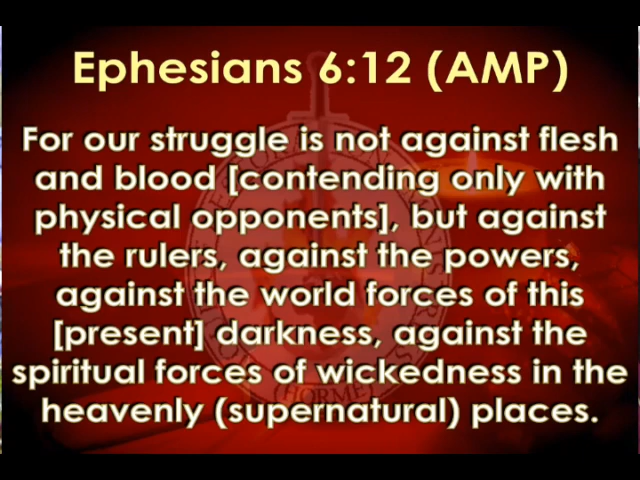 Ephesians 6:12 (AMP)
For our struggle is not against flesh
and blood [contending only with
physical opponents], but against
the rulers, against the powers,
against the world forces of this
[present] darkness, against the
spiritual forces of wickedness in the
heavenly (supernatural) places.
(HORME